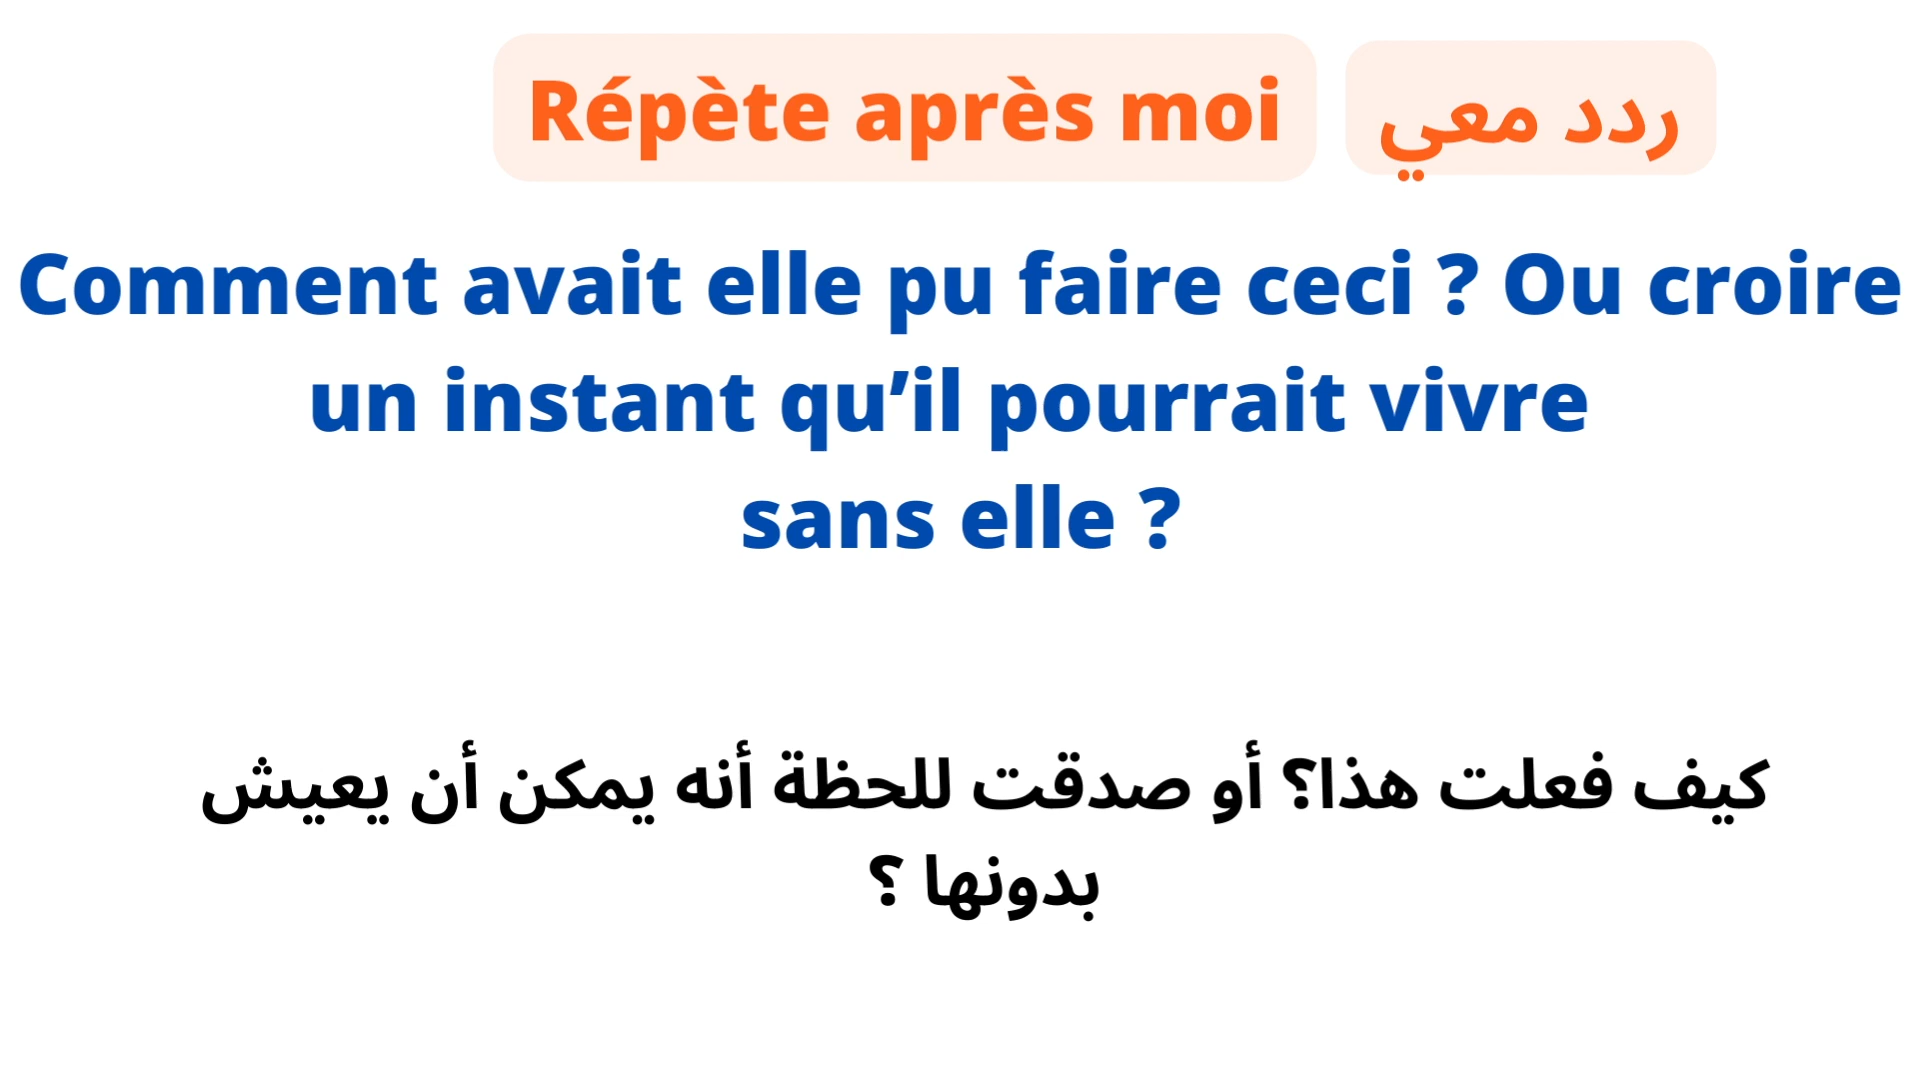 Répète après moi
ردد معي
Comment avait elle pu faire ceci ? Ou croire
un instant qu’il pourrait vivre
sans elle ?
كيف فعلت هذا؟ أو صدقت للحظة أنه يمكن أن يعيش
بدونها ؟